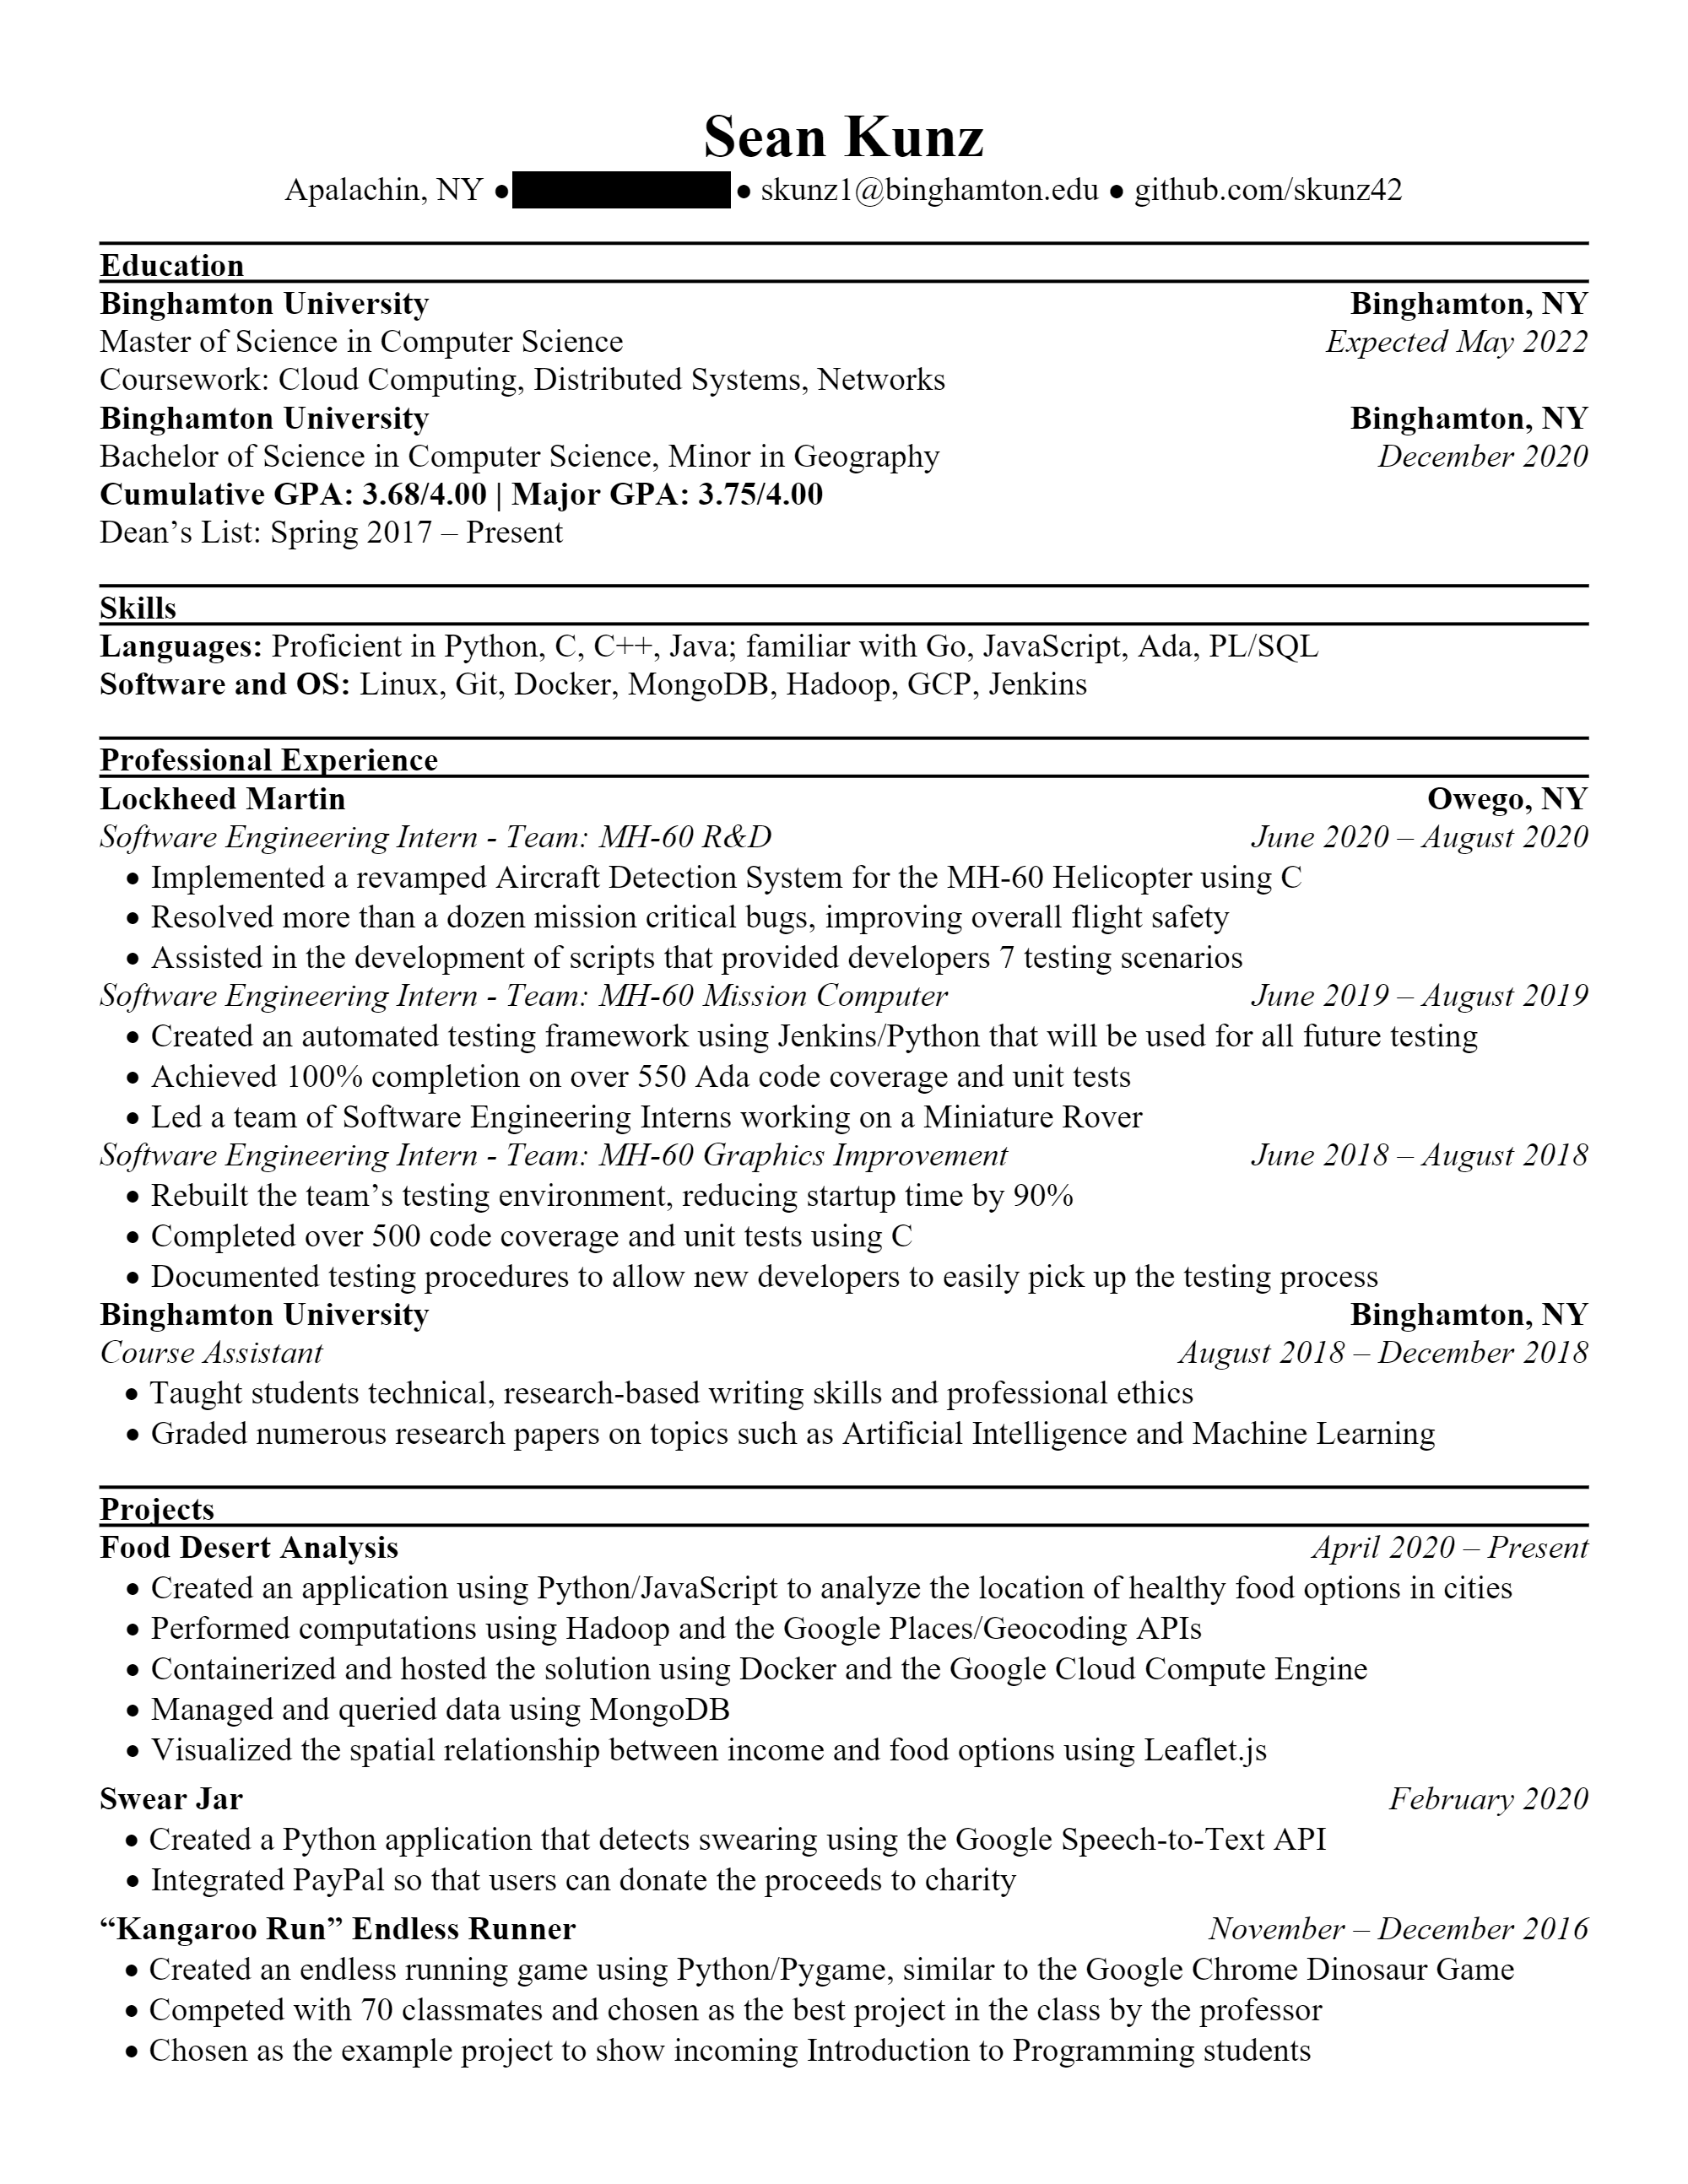 Sean Kunz
Apalachin, NY ● ● skunz1@binghamton.edu ● github.com/skunz42
Education
Binghamton University Binghamton, NY
Master of Science in Computer Science Expected May 2022
Coursework: Cloud Computing, Distributed Systems, Networks
Binghamton University Binghamton, NY
Bachelor of Science in Computer Science, Minor in Geography December 2020
Cumulative GPA: 3.68/4.00 | Major GPA: 3.75/4.00
Dean’s List: Spring 2017 – Present
Skills
Languages: Proficient in Python, C, C++, Java; familiar with Go, JavaScript, Ada, PL/SQL
Software and OS: Linux, Git, Docker, MongoDB, Hadoop, GCP, Jenkins
Professional Experience
Lockheed Martin Owego, NY
Software Engineering Intern - Team: MH-60 R&D June 2020 – August 2020
● Implemented a revamped Aircraft Detection System for the MH-60 Helicopter using C
● Resolved more than a dozen mission critical bugs, improving overall flight safety
● Assisted in the development of scripts that provided developers 7 testing scenarios
Software Engineering Intern - Team: MH-60 Mission Computer June 2019 – August 2019
● Created an automated testing framework using Jenkins/Python that will be used for all future testing
● Achieved 100% completion on over 550 Ada code coverage and unit tests
● Led a team of Software Engineering Interns working on a Miniature Rover
Software Engineering Intern - Team: MH-60 Graphics Improvement June 2018 – August 2018
● Rebuilt the team’s testing environment, reducing startup time by 90%
● Completed over 500 code coverage and unit tests using C
● Documented testing procedures to allow new developers to easily pick up the testing process
Binghamton University Binghamton, NY
Course Assistant August 2018 – December 2018
● Taught students technical, research-based writing skills and professional ethics
● Graded numerous research papers on topics such as Artificial Intelligence and Machine Learning
Projects
Food Desert Analysis April 2020 – Present
● Created an application using Python/JavaScript to analyze the location of healthy food options in cities
● Performed computations using Hadoop and the Google Places/Geocoding APIs
● Containerized and hosted the solution using Docker and the Google Cloud Compute Engine
● Managed and queried data using MongoDB
● Visualized the spatial relationship between income and food options using Leaflet.js
Swear Jar February 2020
● Created a Python application that detects swearing using the Google Speech-to-Text API
● Integrated PayPal so that users can donate the proceeds to charity
“Kangaroo Run” Endless Runner November – December 2016
● Created an endless running game using Python/Pygame, similar to the Google Chrome Dinosaur Game
● Competed with 70 classmates and chosen as the best project in the class by the professor
● Chosen as the example project to show incoming Introduction to Programming students